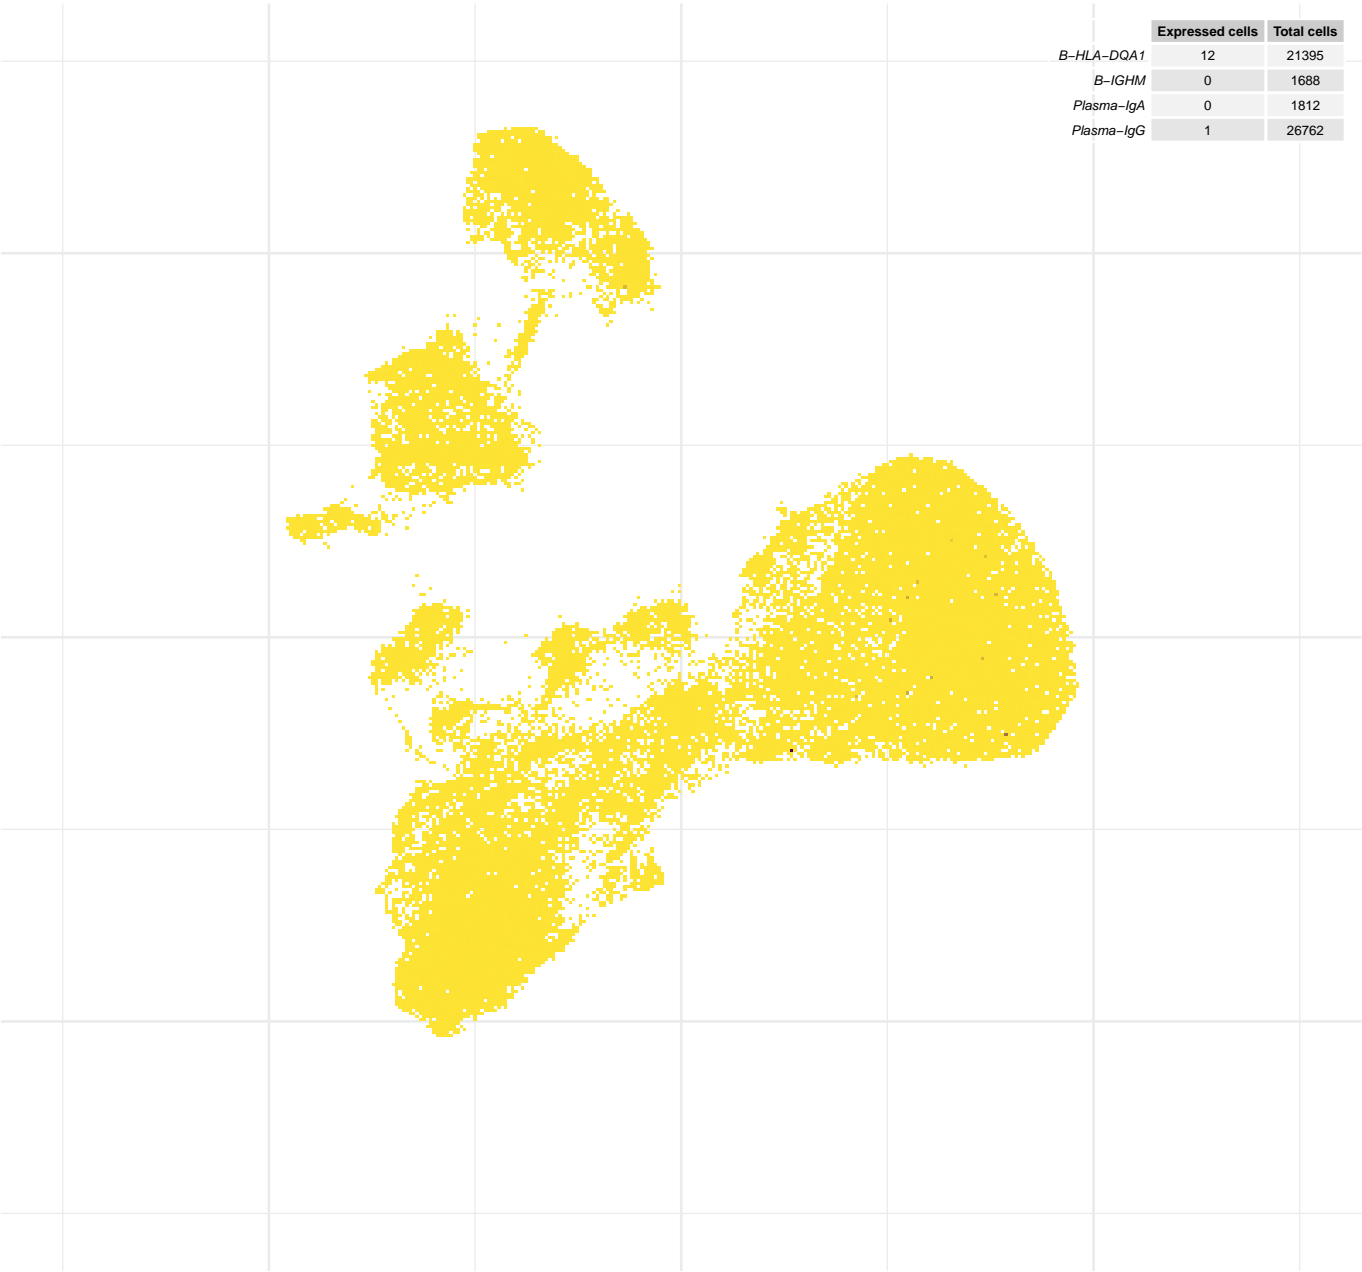 Expressed cells Total cells
B−HLA−DQA1 12 21395
B−IGHM 0 1688
Plasma−IgA 0 1812
Plasma−IgG 1 26762